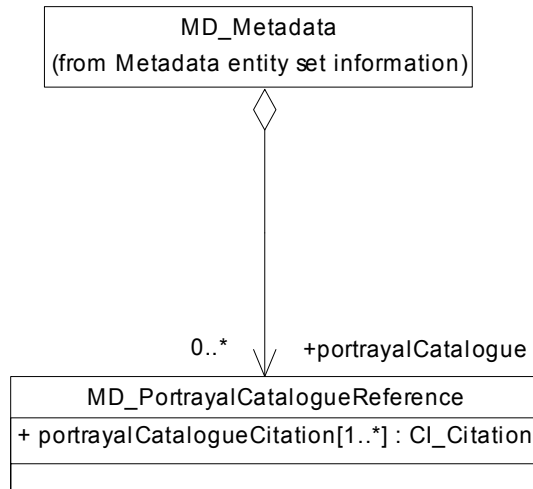 MD_Metadata
(from Metadata entity set information)
0..* +portrayalCatalogue
MD_PortrayalCatalogueReference
+ portrayalCatalogueCitation[1..*] : CI_Citation